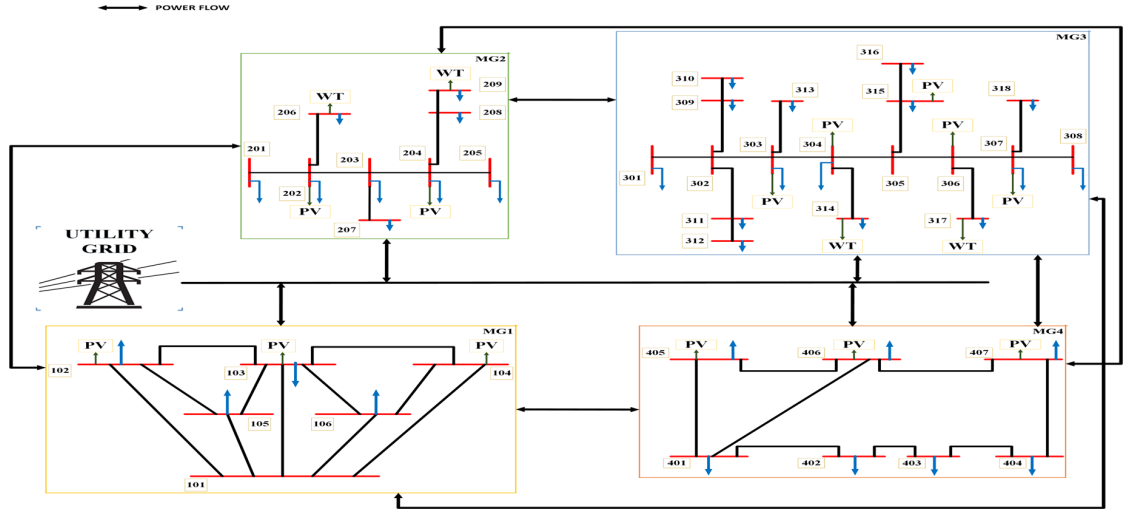 POWER FLOW
MG2
WT
209
208
WT
206
201
203
204
205
202
PV
PV
207
MG3
316
310
309
313
315
PV
318
303
PV
304
PV
307
308
301
302
PV
305
306
PV
311
312
314
WT
317
WT
UTILITY
GRID
MG1
PV
PV
PV
102
103
104
105
106
101
MG4
405
PV
406
PV
407
PV
401
402
403
404